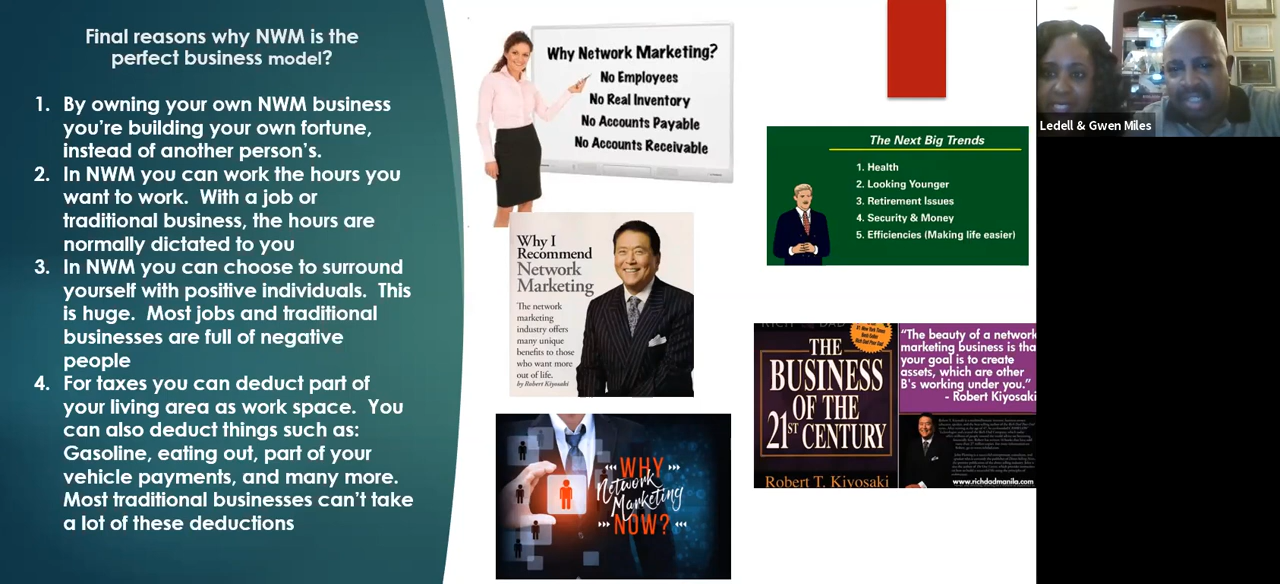 Final reasons why NWM is the
perfect business model?
1. By owning your own NWM business
you're building your own fortune,
instead of another person's.
2. In NWM you can work the hours you
want to work. With a job or
traditional business, the hours are
normally dictated to you
3. In NWM you can choose to surround
yourself with positive individuals. This
is huge. Most jobs and traditional
businesses are full of negative
people
4. For taxes you can deduct part of
your living area as work space. You
can also deduct things such as:
Gasoline, eating out, part of your
vehicle payments, and many more.
Most traditional businesses can't take
a lot of these deductions
Why Network Marketing?
No Employees
No Real Inventory
No Accounts Payable
No Accounts Receivable
Why I
Recommend
Network
Marketing
The network
marketing
industry offers
many unique
benefits to those
who want more
out of life.
by Robert Kiyosaki
WHY
Network
Marketing
NOW?
The Next Big Trends
1. Health
2. Looking Younger
3. Retirement Issues
4. Security & Money
5. Efficiencies (Making life easier)
RICH DAD
THE
BUSINESS
OF THE
21ST CENTURY
Robert T. Kiyosaki
"The beauty of a network
marketing business is tha
your goal is to create
assets, which are other
B's working under you."
- Robert Kiyosaki
www.richdadmanila.com
Ledell & Gwen Miles